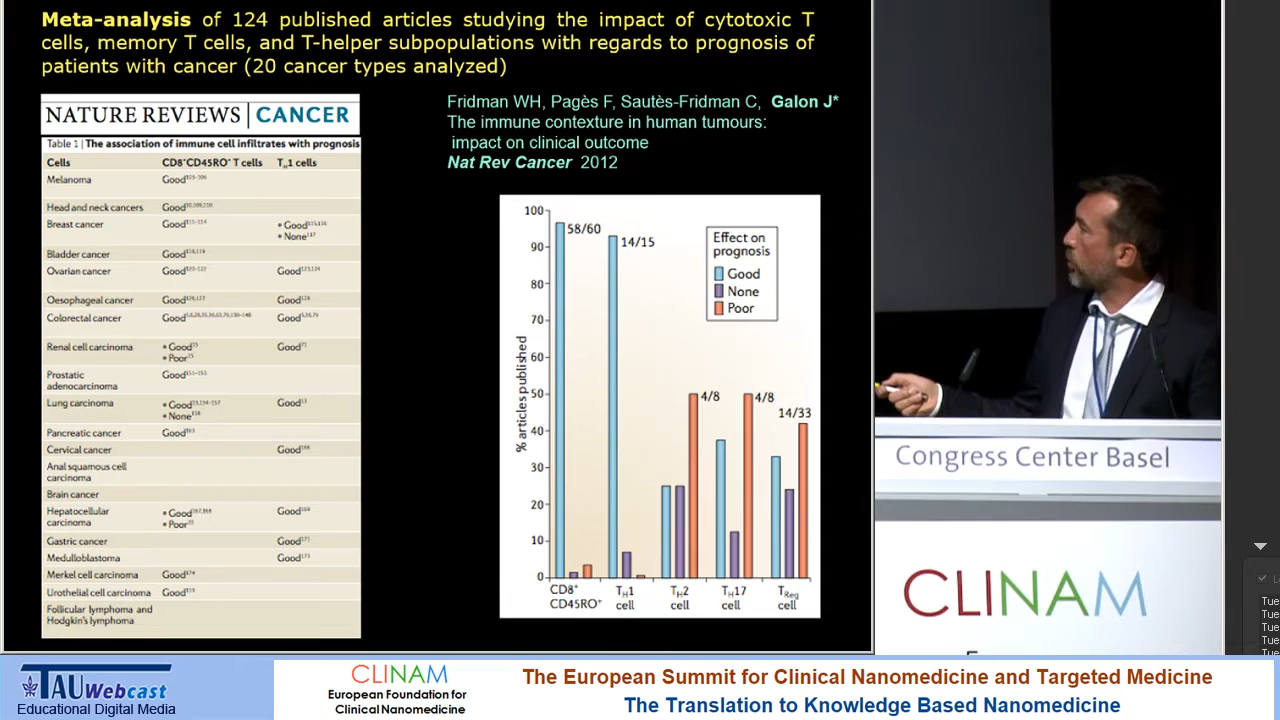 Meta-analysis of 124 published articles studying the impact of cytotoxic T
cells, memory T cells, and T-helper subpopulations with regards to prognosis of
patients with cancer (20 cancer types analyzed)
NATURE REVIEWS | CANCER
Table 1 | The association of immune cell infiltrates with prognosis
Cells CD8+CD45RO+ T cells TH1 cells
Melanoma Good
Head and neck cancers Good
Breast cancer Good • Good
• None
Bladder cancer Good
Ovarian cancer Good Good
Oesophageal cancer Good Good
Colorectal cancer Good Good
Renal cell carcinoma • Good Good
• Poor
Prostatic Good
adenocarcinoma
Lung carcinoma • Good Good
• None
Pancreatic cancer Good
Cervical cancer Good
Anal squamous cell
carcinoma
Brain cancer
Hepatocellular • Good Good
carcinoma • Poor
Gastric cancer Good
Medulloblastoma Good
Merkel cell carcinoma Good
Urothelial cell carcinoma Good
Follicular lymphoma and
Hodgkin's lymphoma
Fridman WH, Pagès F, Sautès-Fridman C, Galon J*
The immune contexture in human tumours:
impact on clinical outcome
Nat Rev Cancer 2012
% articles published
100
90
80
70
60
50
40
30
20
10
0
58/60
14/15
4/8
4/8
14/33
Effect on
prognosis
Good
None
Poor
CD8+
CD45RO+
TH1
cell
TH2
cell
TH17
cell
TReg
cell
Congress Center Basel
CLINAM
Tue
Tue
Tue
Tue
Tue
TAU Webcast
Educational Digital Media
CLINAM
European Foundation for
Clinical Nanomedicine
The European Summit for Clinical Nanomedicine and Targeted Medicine
The Translation to Knowledge Based Nanomedicine